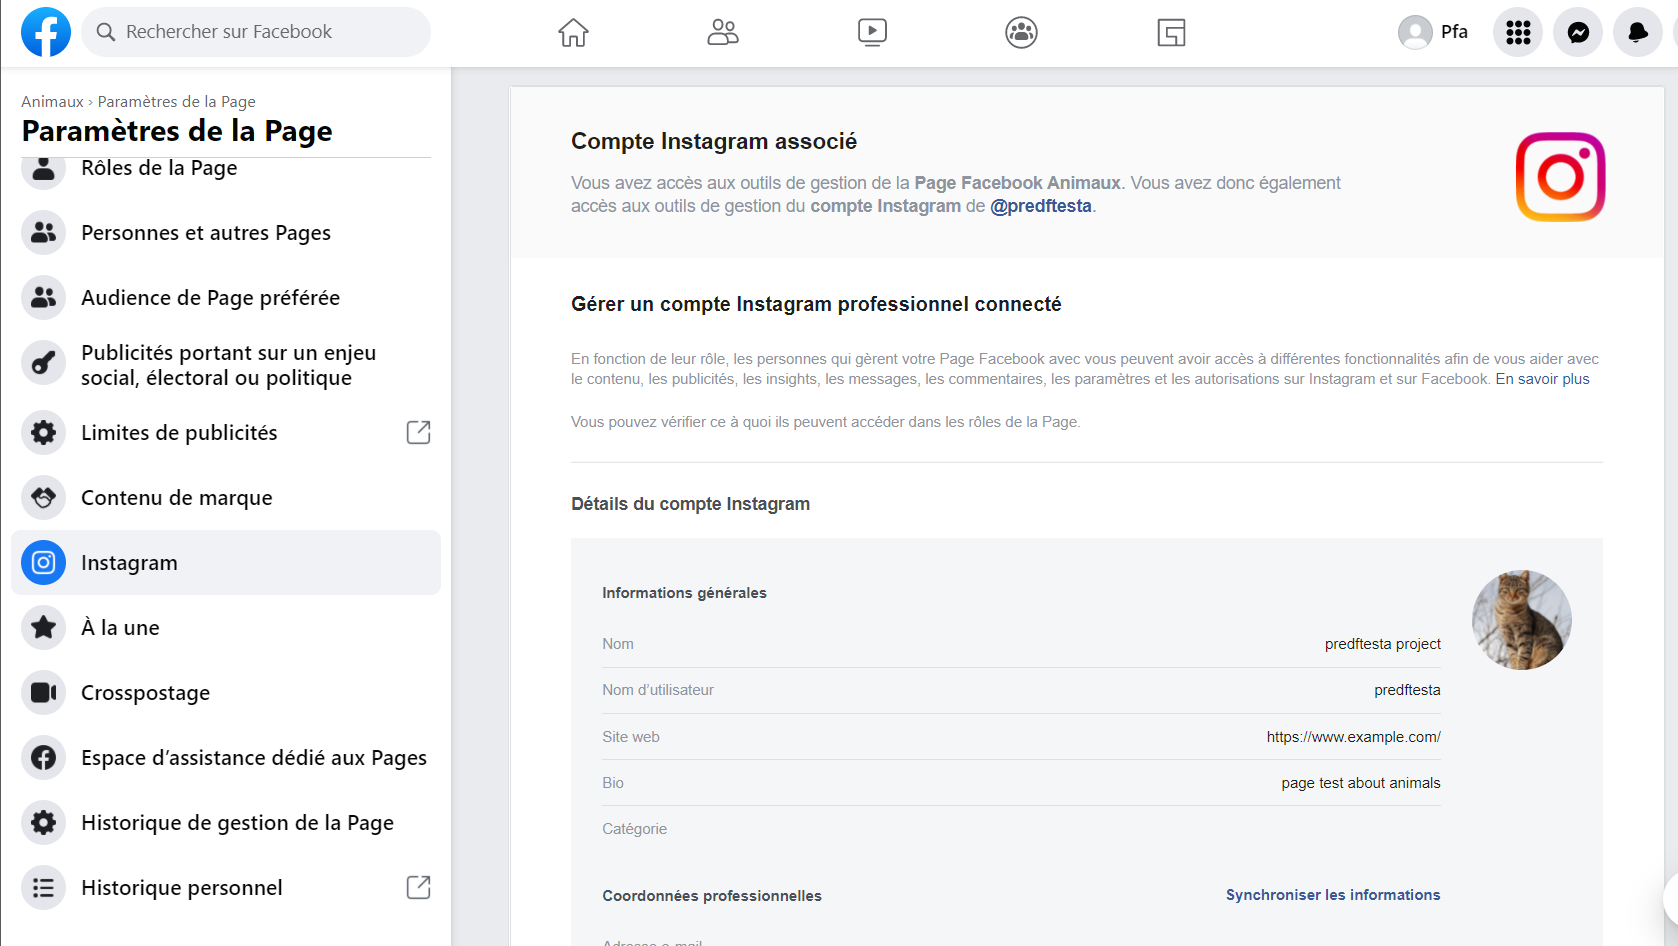 Rechercher sur Facebook
Pfa
Animaux › Paramètres de la Page
Paramètres de la Page
Rôles de la Page
Personnes et autres Pages
Audience de Page préférée
Publicités portant sur un enjeu
social, électoral ou politique
Limites de publicités
Contenu de marque
Instagram
À la une
Crosspostage
Espace d’assistance dédié aux Pages
Historique de gestion de la Page
Historique personnel
Compte Instagram associé
Vous avez accès aux outils de gestion de la Page Facebook Animaux. Vous avez donc également
accès aux outils de gestion du compte Instagram de @predftesta.
Gérer un compte Instagram professionnel connecté
En fonction de leur rôle, les personnes qui gèrent votre Page Facebook avec vous peuvent avoir accès à différentes fonctionnalités afin de vous aider avec
le contenu, les publicités, les insights, les messages, les commentaires, les paramètres et les autorisations sur Instagram et sur Facebook. En savoir plus
Vous pouvez vérifier ce à quoi ils peuvent accéder dans les rôles de la Page.
Détails du compte Instagram
Informations générales
Nom predftesta project
Nom d’utilisateur predftesta
Site web https://www.example.com/
Bio page test about animals
Catégorie
Coordonnées professionnelles Synchroniser les informations
Adresse e-mail